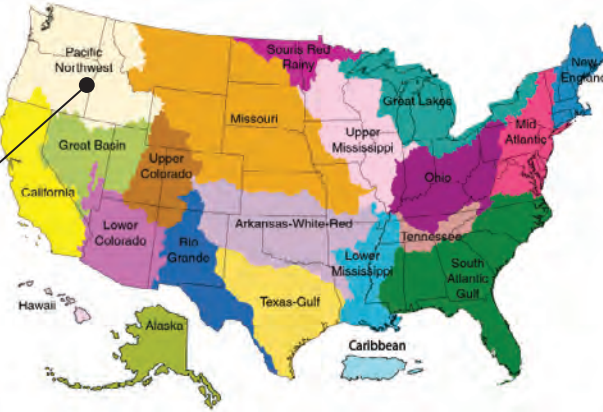 Pacific
Northwest
Souris Red
Rainy
New
England
Great Lakes
Missouri
Upper
Mississippi
Mid
Atlantic
Great Basin
Upper
Colorado
Ohio
California
Lower
Colorado
Rio
Grande
Arkansas-White-Red
Tennessee
Lower
Mississippi
South
Atlantic
Gulf
Texas-Gulf
Hawaii
Alaska
Caribbean